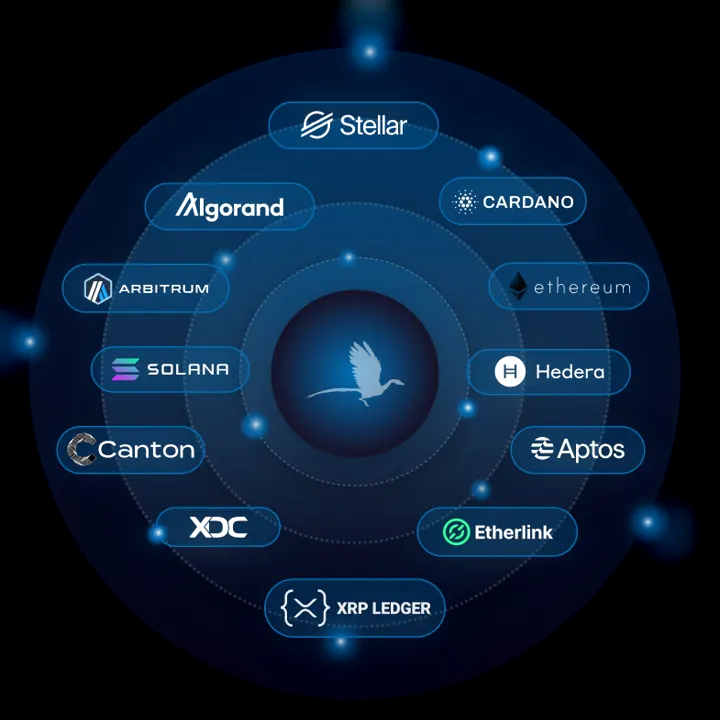 Stellar
Algorand
CARDANO
ARBITRUM
ethereum
SOLANA
Hedera
Canton
Aptos
XDC
Etherlink
XRP LEDGER